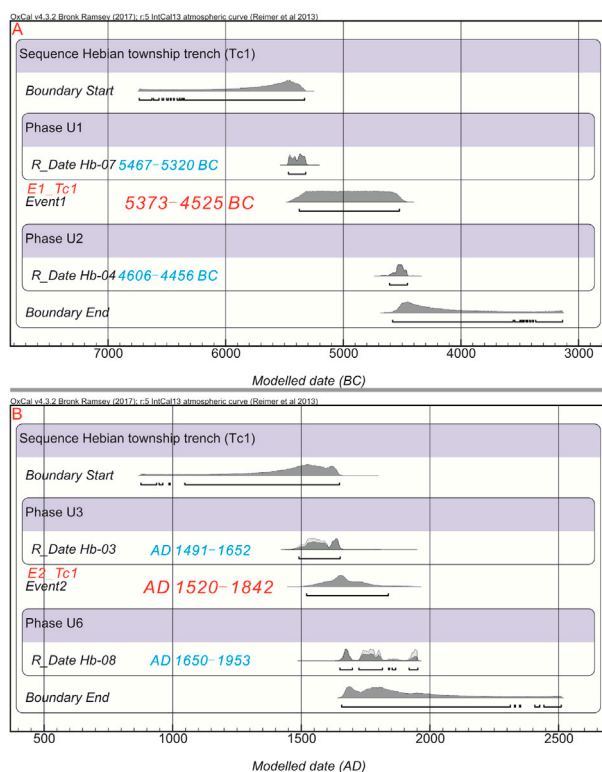 OxCal v4.3.2 Bronk Ramsey (2017); r:5 IntCal13 atmospheric curve (Reimer et al 2013)
A
Sequence Hebian township trench (Tc1)
Boundary Start
Phase U1
R_Date Hb-07 5467-5320 BC
E1_Tc1
Event1 5373-4525 BC
Phase U2
R_Date Hb-04 4606-4456 BC
Boundary End
7000 6000 5000 4000 3000
Modelled date (BC)
OxCal v4.3.2 Bronk Ramsey (2017); r:5 IntCal13 atmospheric curve (Reimer et al 2013)
B
Sequence Hebian township trench (Tc1)
Boundary Start
Phase U3
R_Date Hb-03 AD 1491-1652
E2_Tc1
Event2 AD 1520-1842
Phase U6
R_Date Hb-08 AD 1650-1953
Boundary End
500 1000 1500 2000 2500
Modelled date (AD)